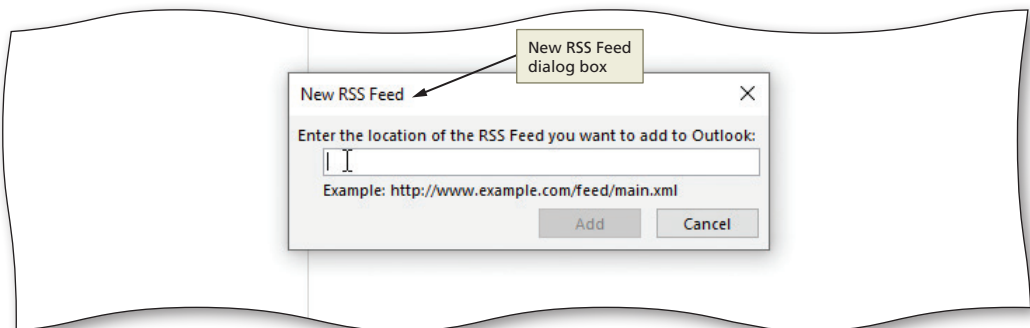 New RSS Feed
dialog box
New RSS Feed
Enter the location of the RSS Feed you want to add to Outlook:
Example: http://www.example.com/feed/main.xml
Add Cancel